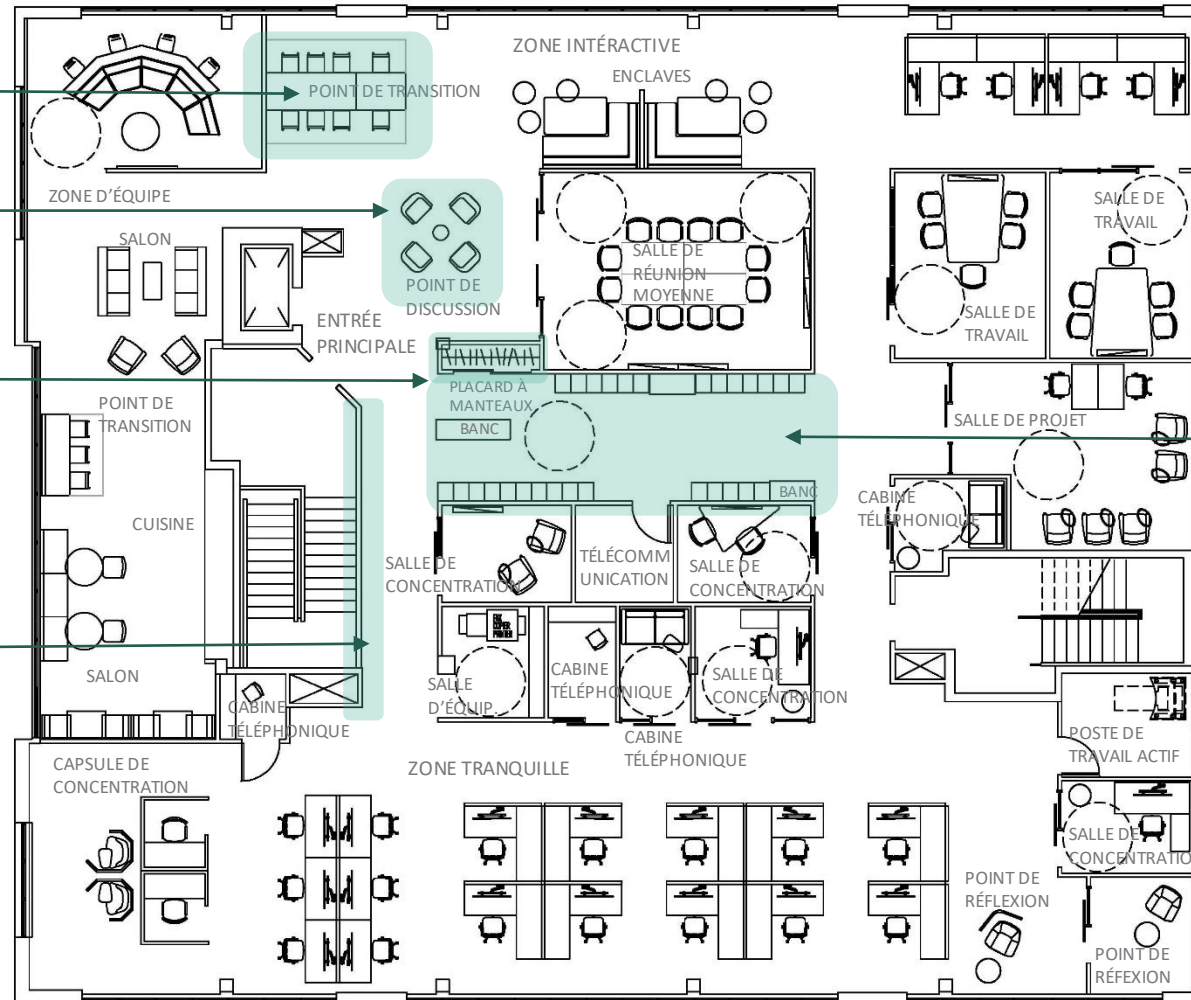 ZONE INTÉRACTIVE
ENCLAVES
POINT DE TRANSITION
ZONE D'ÉQUIPE
SALON
SALLE DE
RÉUNION
MOYENNE
SALLE DE
TRAVAIL
POINT DE
DISCUSSION
ENTRÉE
PRINCIPALE
SALLE DE
TRAVAIL
PLACARD À
MANTEAUX
BANC
POINT DE
TRANSITION
SALLE DE PROJET
BANC
CABINE
TÉLÉPHONIQUE
CUISINE
SALLE DE
CONCENTRATION
TÉLÉCOMM
UNICATION
SALLE DE
CONCENTRATION
FAX
COPIER
PRINTER
SALON
SALLE
D'ÉQUIP.
CABINE
TÉLÉPHONIQUE
SALLE DE
CONCENTRATION
CABINE
TÉLÉPHONIQUE
CABINE
TÉLÉPHONIQUE
POSTE DE
TRAVAIL ACTIF
CAPSULE DE
CONCENTRATION
ZONE TRANQUILLE
SALLE DE
CONCENTRATIO
POINT DE
RÉFLEXION
POINT DE
RÉFEXION